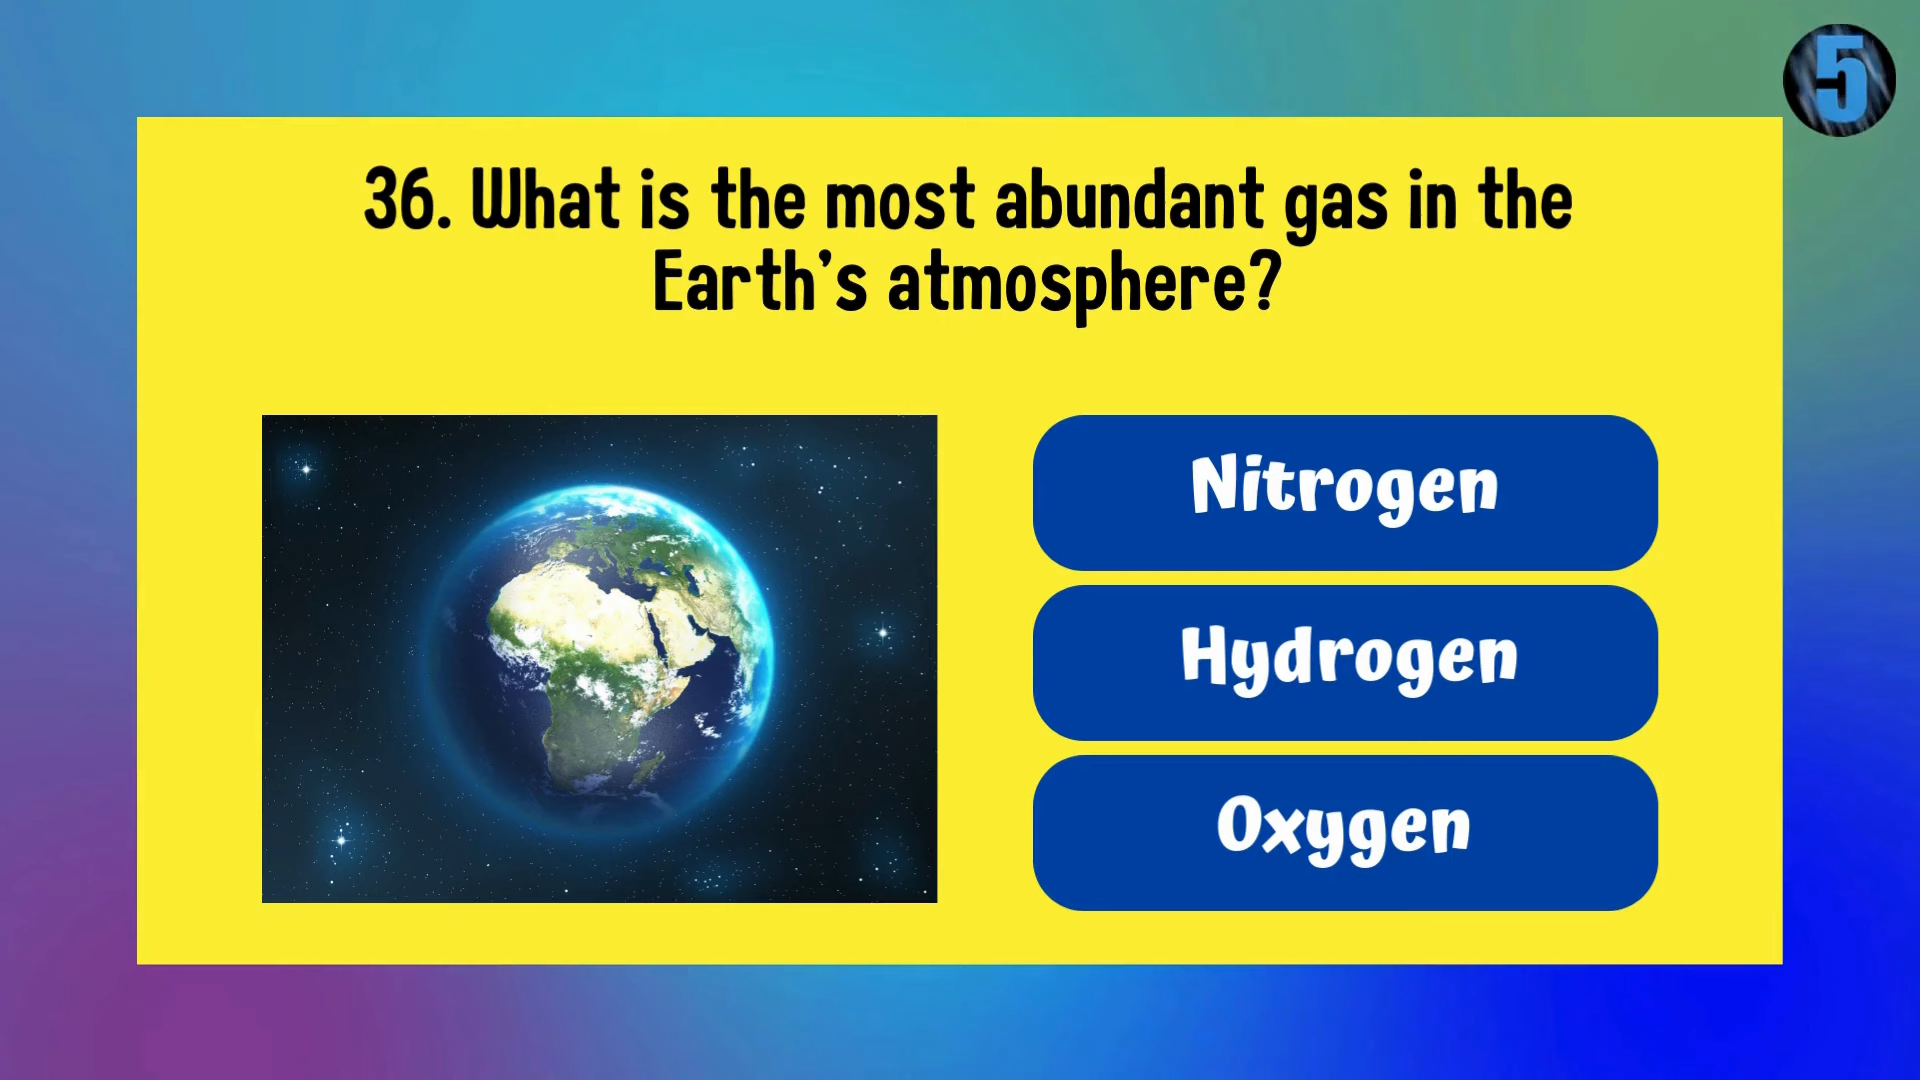 5
36. What is the most abundant gas in the
Earth’s atmosphere?
Nitrogen
Hydrogen
Oxygen